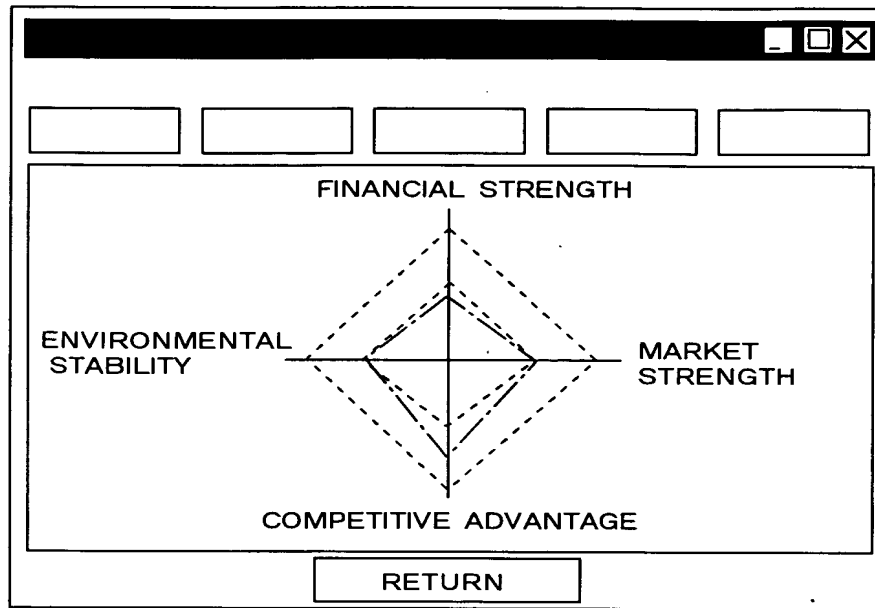 FINANCIAL STRENGTH
ENVIRONMENTAL
STABILITY
MARKET
STRENGTH
COMPETITIVE ADVANTAGE
RETURN